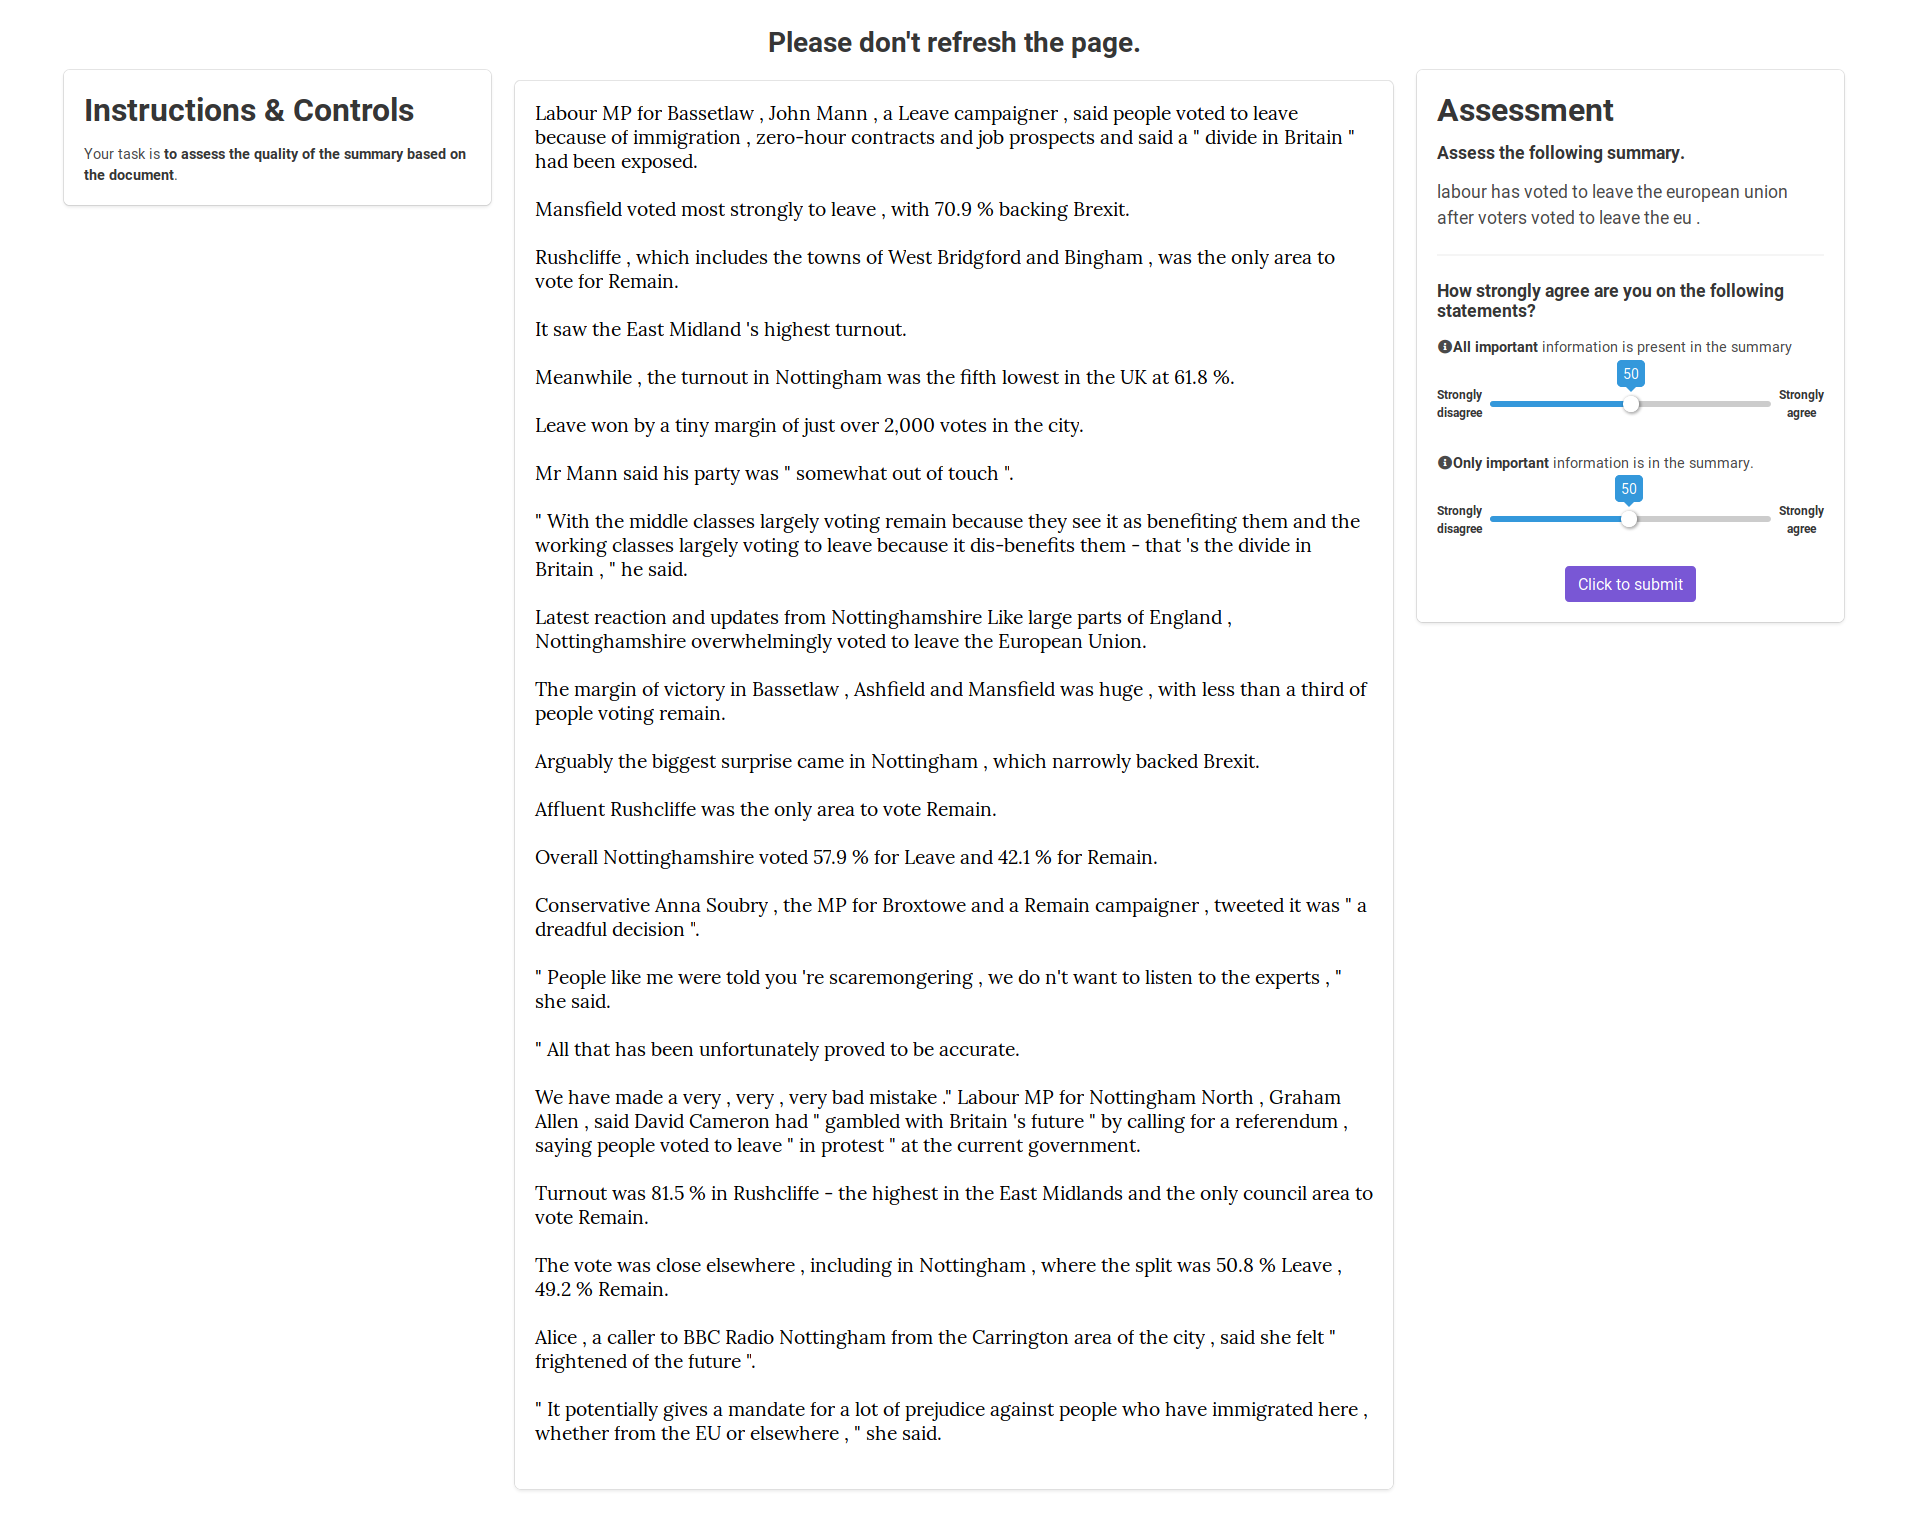 Please don't refresh the page.
Instructions & Controls
Your task is to assess the quality of the summary based on
the document.
Labour MP for Bassetlaw , John Mann , a Leave campaigner , said people voted to leave
because of immigration , zero-hour contracts and job prospects and said a " divide in Britain "
had been exposed.
Mansfield voted most strongly to leave , with 70.9 % backing Brexit.
Rushcliffe , which includes the towns of West Bridgford and Bingham , was the only area to
vote for Remain.
It saw the East Midland 's highest turnout.
Meanwhile , the turnout in Nottingham was the fifth lowest in the UK at 61.8 %.
Leave won by a tiny margin of just over 2,000 votes in the city.
Mr Mann said his party was " somewhat out of touch ".
" With the middle classes largely voting remain because they see it as benefiting them and the
working classes largely voting to leave because it dis-benefits them - that 's the divide in
Britain , " he said.
Latest reaction and updates from Nottinghamshire Like large parts of England ,
Nottinghamshire overwhelmingly voted to leave the European Union.
The margin of victory in Bassetlaw , Ashfield and Mansfield was huge , with less than a third of
people voting remain.
Arguably the biggest surprise came in Nottingham , which narrowly backed Brexit.
Affluent Rushcliffe was the only area to vote Remain.
Overall Nottinghamshire voted 57.9 % for Leave and 42.1 % for Remain.
Conservative Anna Soubry , the MP for Broxtowe and a Remain campaigner , tweeted it was " a
dreadful decision ".
" People like me were told you 're scaremongering , we do n't want to listen to the experts , "
she said.
" All that has been unfortunately proved to be accurate.
We have made a very , very , very bad mistake ." Labour MP for Nottingham North , Graham
Allen , said David Cameron had " gambled with Britain 's future " by calling for a referendum ,
saying people voted to leave " in protest " at the current government.
Turnout was 81.5 % in Rushcliffe - the highest in the East Midlands and the only council area to
vote Remain.
The vote was close elsewhere , including in Nottingham , where the split was 50.8 % Leave ,
49.2 % Remain.
Alice , a caller to BBC Radio Nottingham from the Carrington area of the city , said she felt "
frightened of the future ".
" It potentially gives a mandate for a lot of prejudice against people who have immigrated here ,
whether from the EU or elsewhere , " she said.
Assessment
Assess the following summary.
labour has voted to leave the european union
after voters voted to leave the eu .
How strongly agree are you on the following
statements?
All important information is present in the summary
50
Strongly disagree
Strongly agree
Only important information is in the summary.
50
Strongly disagree
Strongly agree
Click to submit